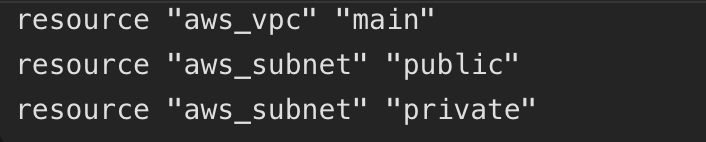 resource "aws_vpc" "main"
resource "aws_subnet" "public"
resource "aws_subnet" "private"